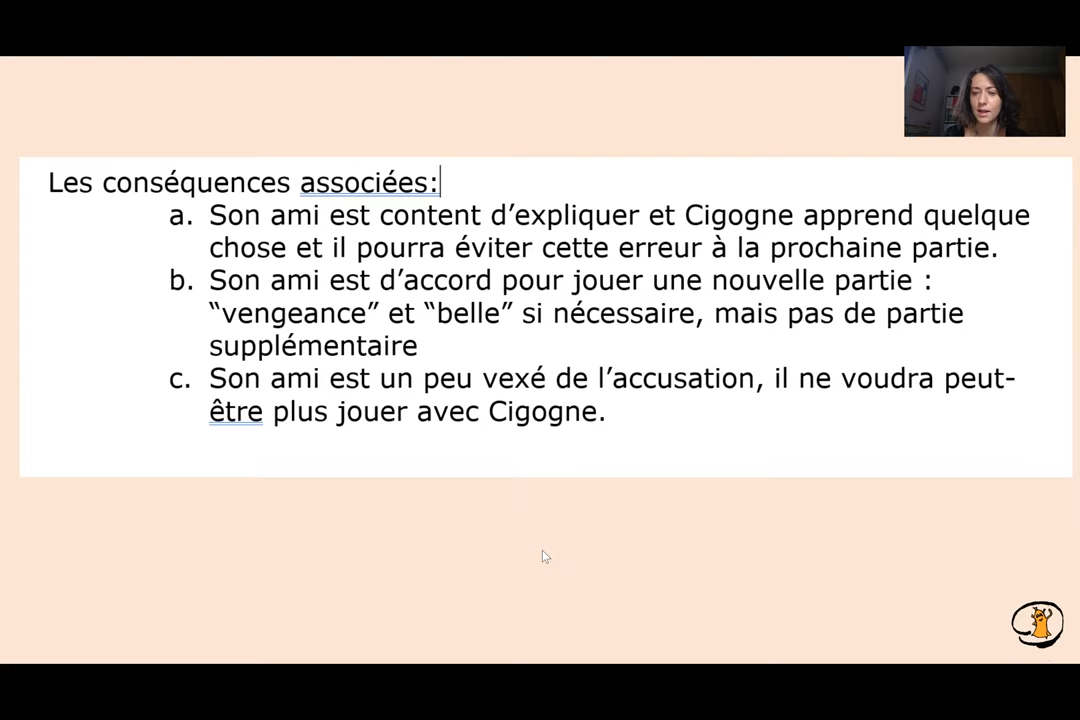 Les conséquences associées:
a. Son ami est content d’expliquer et Cigogne apprend quelque
chose et il pourra éviter cette erreur à la prochaine partie.
b. Son ami est d’accord pour jouer une nouvelle partie :
“vengeance” et “belle” si nécessaire, mais pas de partie
supplémentaire
c. Son ami est un peu vexé de l’accusation, il ne voudra peut-
être plus jouer avec Cigogne.